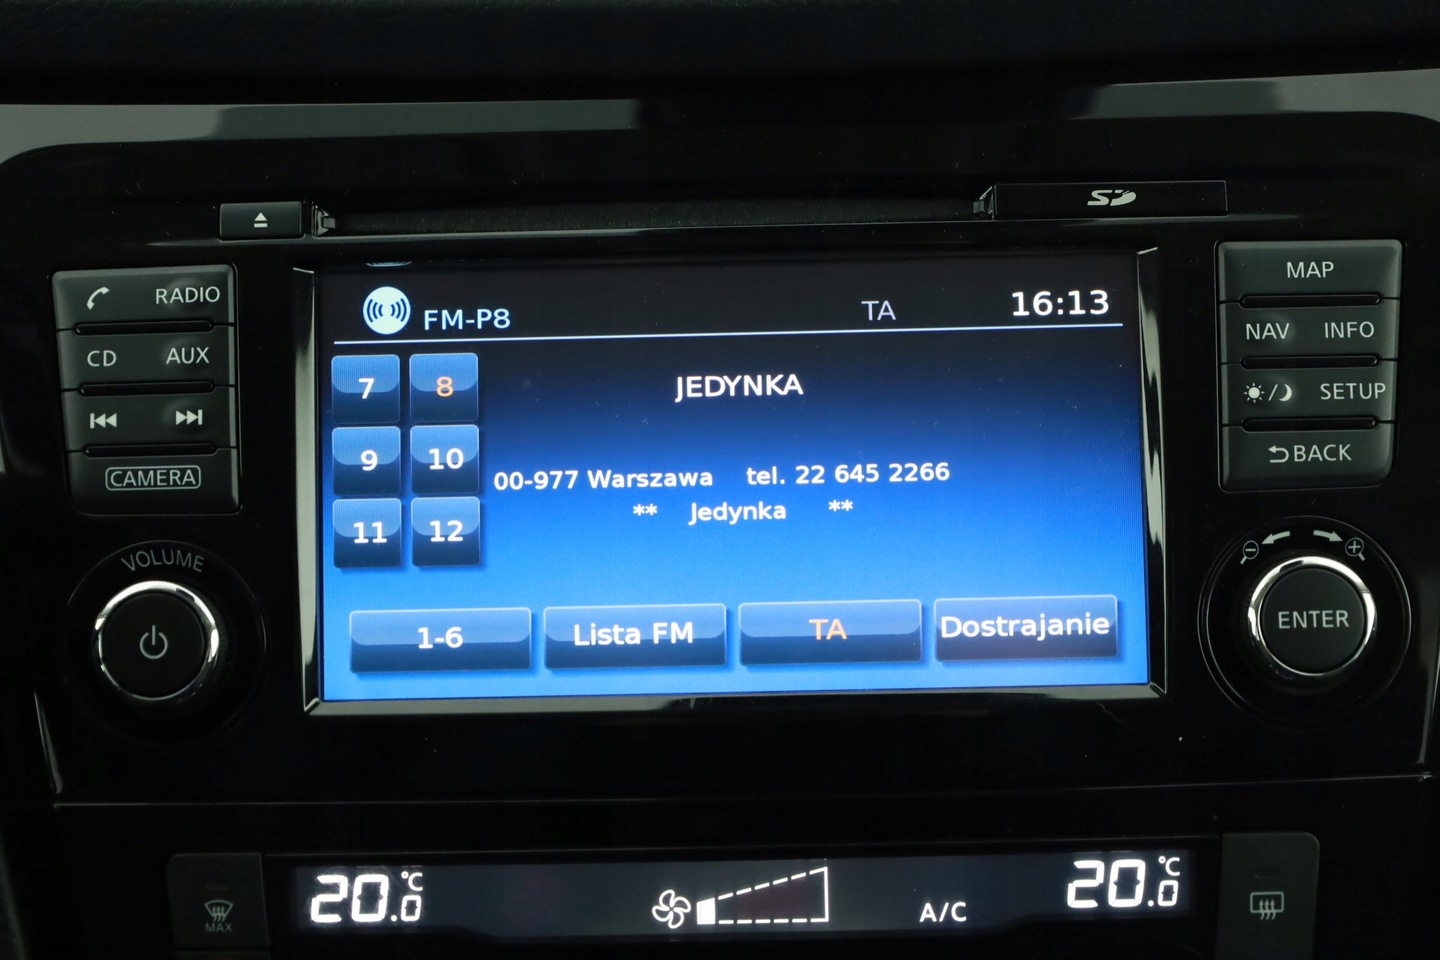 SD
RADIO
CD AUX
CAMERA
VOLUME
MAP
NAV INFO
SETUP
BACK
ENTER
FM-P8 TA 16:13
7 8
9 10
11 12
JEDYNKA
00-977 Warszawa tel. 22 645 2266
** Jedynka **
1-6 Lista FM TA Dostrajanie
MAX
20.0 °C
A/C
20.0 °C